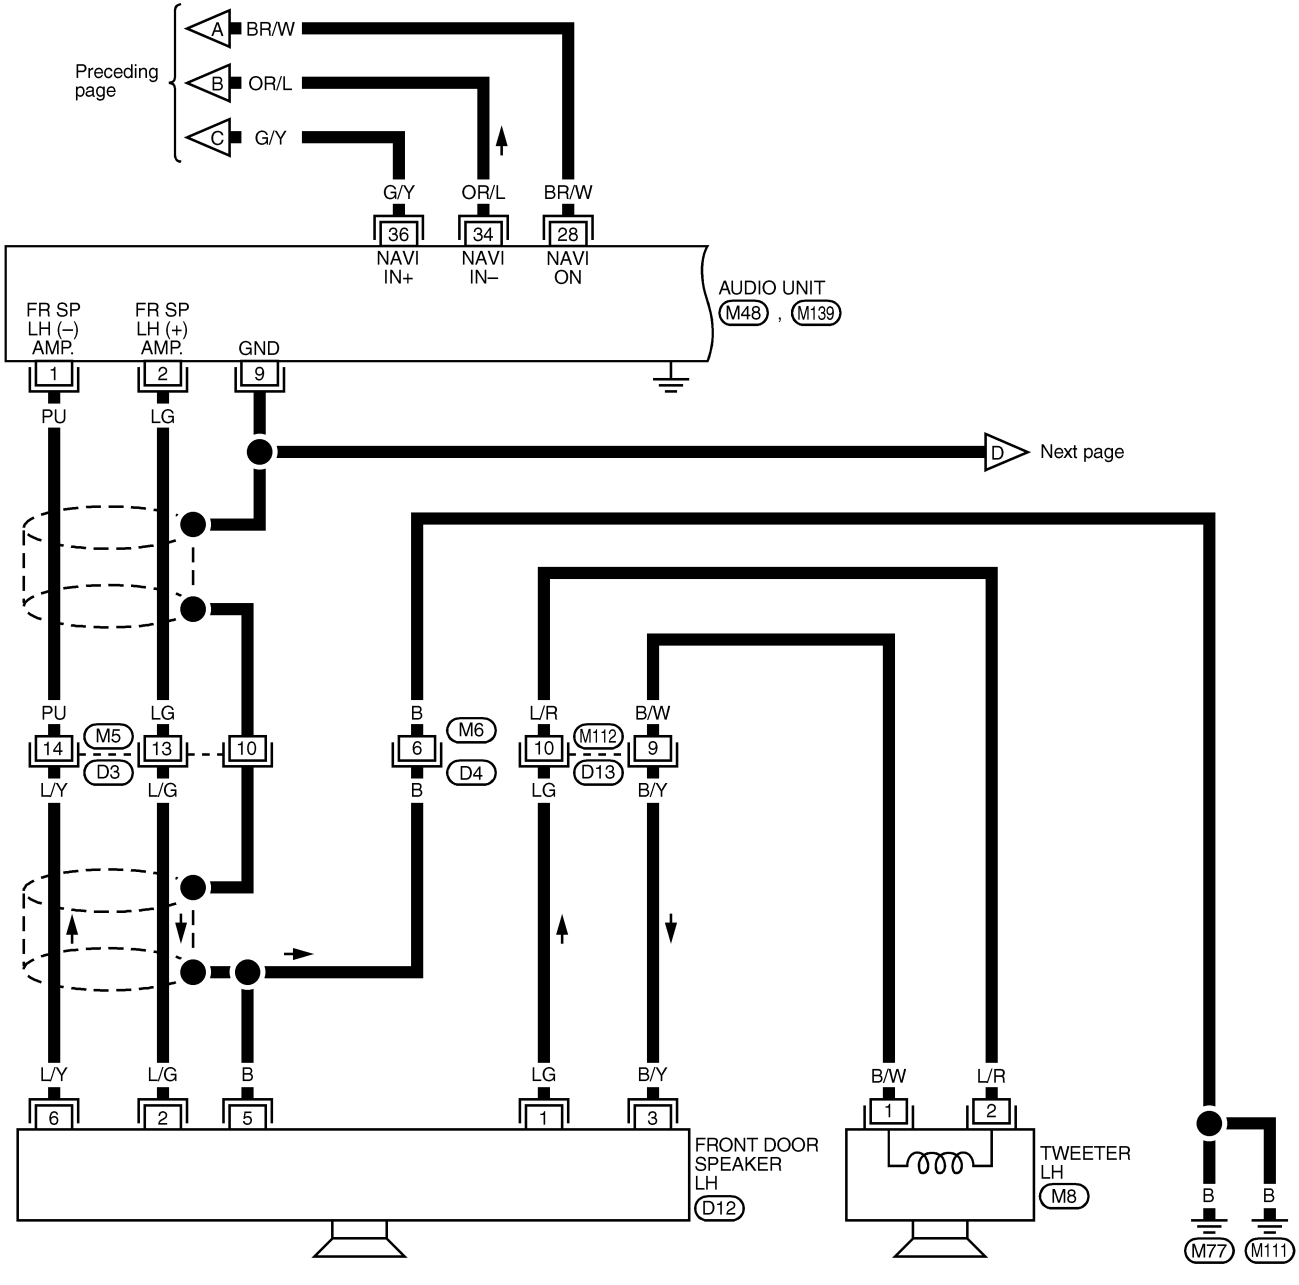 A BR/W
Preceding
page
B OR/L
C G/Y
G/Y OR/L BR/W
36 34 28
NAVI IN+
NAVI IN–
NAVI ON
AUDIO UNIT
M48 , M139
FR SP LH (–) AMP.
FR SP LH (+) AMP.
GND
1 2 9
PU LG
D Next page
PU LG B L/R B/W
M5 M6 M112
14 13 10 6 10 9
D3 D4 D13
L/Y L/G B LG B/Y
L/Y L/G B LG B/Y B/W L/R
6 2 5 1 3 1 2
FRONT DOOR
SPEAKER
LH
D12
TWEETER
LH
M8
B B
M77 M111